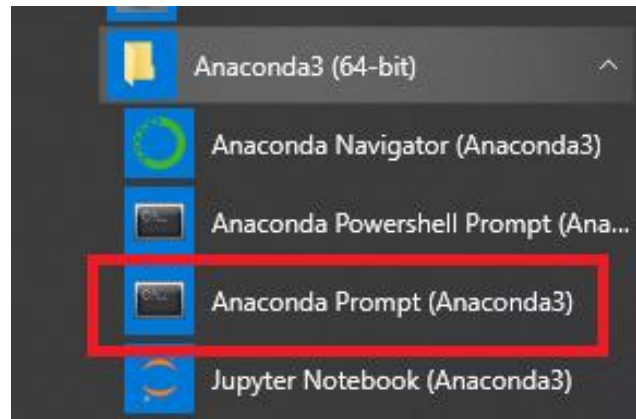 Anaconda3 (64-bit)
Anaconda Navigator (Anaconda3)
Anaconda Powershell Prompt (Ana...
Anaconda Prompt (Anaconda3)
Jupyter Notebook (Anaconda3)